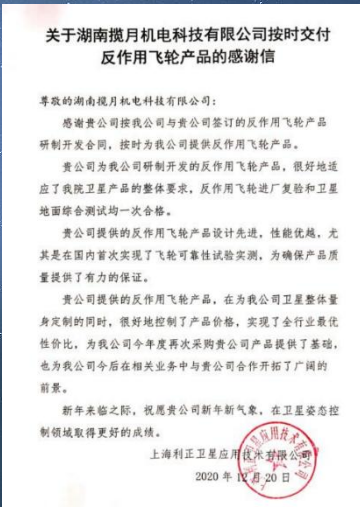 关于湖南揽月机电科技有限公司按时交付
反作用飞轮产品的感谢信
尊敬的湖南揽月机电科技有限公司：
感谢贵公司按我公司与贵公司签订的反作用飞轮产品
研制开发合同，按时为我公司提供反作用飞轮产品。
贵公司为我公司研制开发的反作用飞轮产品，很好地适
应了我院卫星产品的整体要求，反作用飞轮进厂复验和卫星
地面综合测试均一次合格。
贵公司提供的反作用飞轮产品设计先进，性能优越，尤
其是在国内首次实现了飞轮可靠性试验实测，为确保产品质
量提供了有力的保证。
贵公司提供的反作用飞轮产品，在为我公司卫星整体量
身定制的同时，很好地控制了产品价格，实现了全行业最优
性价比，为我公司今年度再次采购贵公司产品提供了基础，
也为我公司今后在相关业务中与贵公司合作开拓了广阔的
前景。
新年来临之际，祝愿贵公司新年新气象，在卫星姿态控
制领域取得更好的成绩。
上海利正卫星应用技术有限公司
2020 年 12 月 20 日